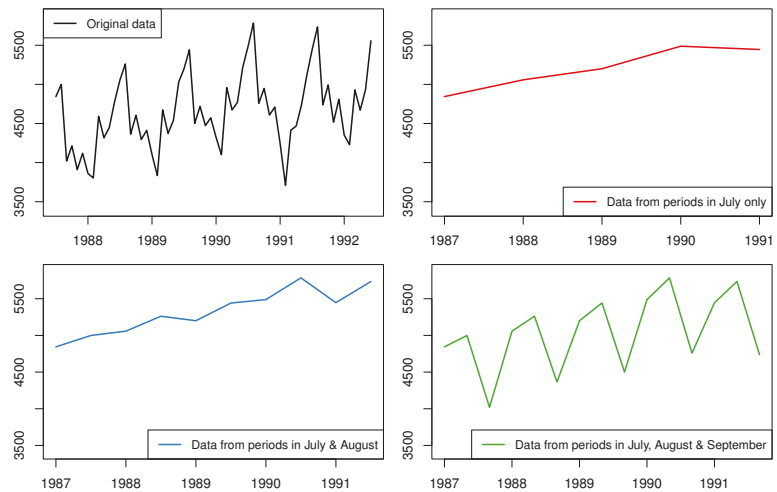 Original data
5500
4500
3500
1988 1989 1990 1991 1992
Data from periods in July only
5500
4500
3500
1987 1988 1989 1990 1991
Data from periods in July & August
5500
4500
3500
1987 1988 1989 1990 1991
Data from periods in July, August & September
5500
4500
3500
1987 1988 1989 1990 1991